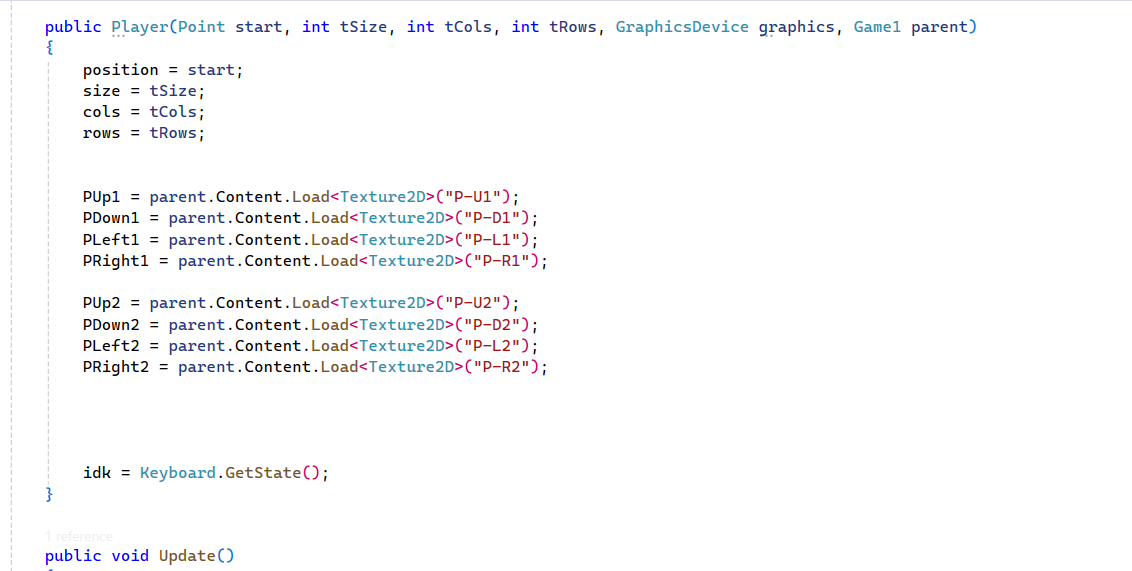 public Player(Point start, int tSize, int tCols, int tRows, GraphicsDevice graphics, Game1 parent)
{
position = start;
size = tSize;
cols = tCols;
rows = tRows;
PUp1 = parent.Content.Load<Texture2D>("P-U1");
PDown1 = parent.Content.Load<Texture2D>("P-D1");
PLeft1 = parent.Content.Load<Texture2D>("P-L1");
PRight1 = parent.Content.Load<Texture2D>("P-R1");
PUp2 = parent.Content.Load<Texture2D>("P-U2");
PDown2 = parent.Content.Load<Texture2D>("P-D2");
PLeft2 = parent.Content.Load<Texture2D>("P-L2");
PRight2 = parent.Content.Load<Texture2D>("P-R2");
idk = Keyboard.GetState();
}
1 reference
public void Update()